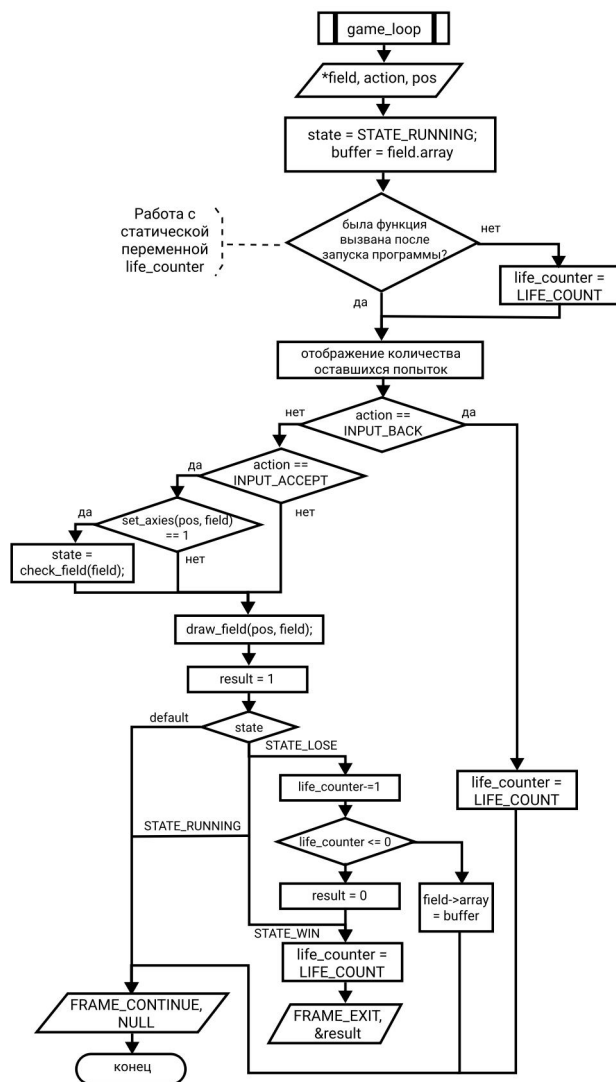 game_loop
*field, action, pos
state = STATE_RUNNING;
buffer = field.array
Работа с
статической
переменной
life_counter
была функция
вызвана после
запуска программы?
нет
life_counter =
LIFE_COUNT
да
отображение количества
оставшихся попыток
нет
action ==
INPUT_BACK
да
да
action ==
INPUT_ACCEPT
нет
да
set_axies(pos, field)
== 1
нет
state =
check_field(field);
draw_field(pos, field);
result = 1
default
state
STATE_LOSE
life_counter-=1
life_counter =
LIFE_COUNT
STATE_RUNNING
life_counter <= 0
result = 0
field->array
= buffer
STATE_WIN
life_counter =
LIFE_COUNT
FRAME_CONTINUE,
NULL
FRAME_EXIT,
&result
конец